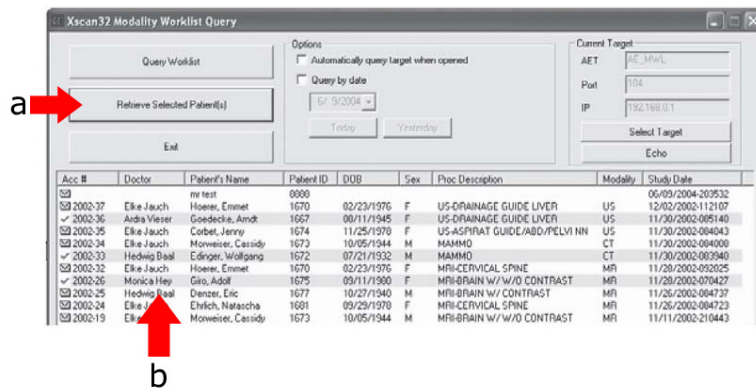 Xscan32 Modality Worklist Query
Query Worklist
Retrieve Selected Patient(s)
Exit
Options
Automatically query target when opened
Query by date
6/ 9/2004
Today
Yesterday
Current Target
AET AE_MWL
Port 104
IP 192.168.0.1
Select Target
Echo
a
Acc # Doctor Patient's Name Patient ID DOB Sex Proc Description Modality Study Date
mr test 8888 06/09/2004-203532
2002-37 Elke Jauch Hoerer, Emmet 1670 02/23/1976 F US-DRAINAGE GUIDE LIVER US 12/02/2002-112107
2002-36 Ardra Vieser Goedecke, Arndt 1667 08/11/1945 F US-DRAINAGE GUIDE LIVER US 11/30/2002-085140
2002-35 Elke Jauch Corbet, Jenny 1674 11/25/1978 F US-ASPIRAT GUIDE/ABD/PELVI NN US 11/30/2002-084043
2002-34 Elke Jauch Morweiser, Cassidy 1673 10/05/1944 M MAMMO CT 11/30/2002-084008
2002-33 Hedwig Baal Edinger, Wolfgang 1672 07/21/1932 M MAMMO CT 11/30/2002-083940
2002-32 Elke Jauch Hoerer, Emmet 1670 02/23/1976 F MRI-CERVICAL SPINE MR 11/28/2002-092025
2002-26 Monica Hey Giro, Adolf 1675 09/11/1980 F MRI-BRAIN W/ W/O CONTRAST MR 11/28/2002-070427
2002-25 Hedwig Baal Denzer, Eric 1677 10/27/1940 M MRI-BRAIN W/ CONTRAST MR 11/26/2002-084737
2002-24 Elke Ehrlich, Natascha 1681 09/29/1978 F MRI-CERVICAL SPINE MR 11/26/2002-084723
2002-19 Elke Morweiser, Cassidy 1673 10/05/1944 M MRI-BRAIN W/ W/O CONTRAST MR 11/11/2002-210443
b